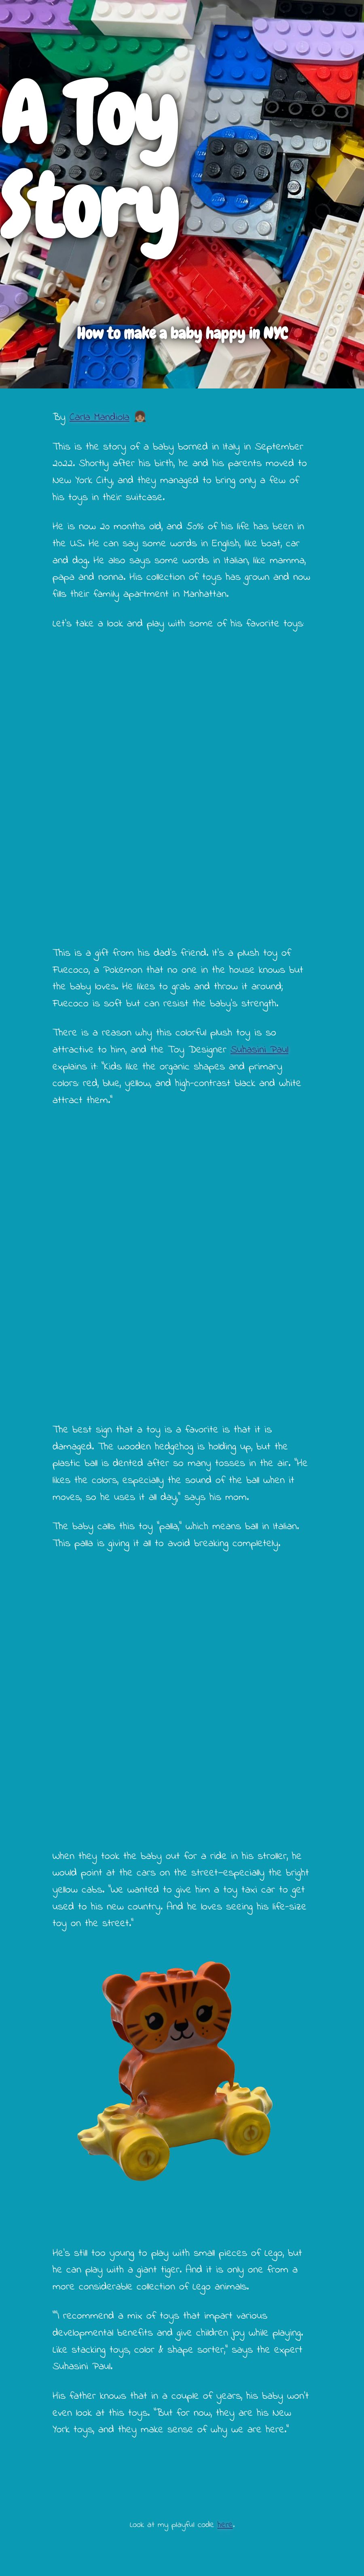 A Toy
Story
How to make a baby happy in NYC
By Carla Mandiola 👧🏽
This is the story of a baby borned in Italy in September
2022. Shortly after his birth, he and his parents moved to
New York City, and they managed to bring only a few of
his toys in their suitcase.
He is now 20 months old, and 50% of his life has been in
the U.S. He can say some words in English, like boat, car
and dog. He also says some words in Italian, like mamma,
papa and nonna. His collection of toys has grown and now
fills their family apartment in Manhattan.
Let's take a look and play with some of his favorite toys:
This is a gift from his dad's friend. It's a plush toy of
Fuecoco, a Pokemon that no one in the house knows but
the baby loves. He likes to grab and throw it around;
Fuecoco is soft but can resist the baby's strength.
There is a reason why this colorful plush toy is so
attractive to him, and the Toy Designer Suhasini Paul
explains it: "Kids like the organic shapes and primary
colors: red, blue, yellow, and high-contrast black and white
attract them."
The best sign that a toy is a favorite is that it is
damaged. The wooden hedgehog is holding up, but the
plastic ball is dented after so many tosses in the air. "He
likes the colors, especially the sound of the ball when it
moves, so he uses it all day," says his mom.
The baby calls this toy "palla," which means ball in Italian.
This palla is giving it all to avoid breaking completely.
When they took the baby out for a ride in his stroller, he
would point at the cars on the street—especially the bright
yellow cabs. "We wanted to give him a toy taxi car to get
used to his new country. And he loves seeing his life-size
toy on the street."
He's still too young to play with small pieces of Lego, but
he can play with a giant tiger. And it is only one from a
more considerable collection of Lego animals.
"I recommend a mix of toys that impart various
developmental benefits and give children joy while playing.
Like stacking toys, color & shape sorter," says the expert
Suhasini Paul.
His father knows that in a couple of years, his baby won't
even look at this toys. "But for now, they are his New
York toys, and they make sense of why we are here."
Look at my playful code here.